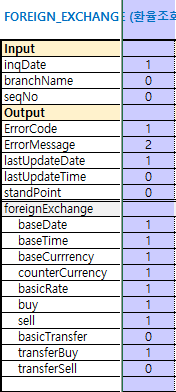 FOREIGN_EXCHANGE (환율조회
Input
inqDate 1
branchName 0
seqNo 0
Output
ErrorCode 1
ErrorMessage 2
lastUpdateDate 1
lastUpdateTime 0
standPoint 0
foreignExchange
baseDate 1
baseTime 1
baseCurrrency 1
counterCurrency 1
basicRate 1
buy 1
sell 1
basicTransfer 0
transferBuy 1
transferSell 0